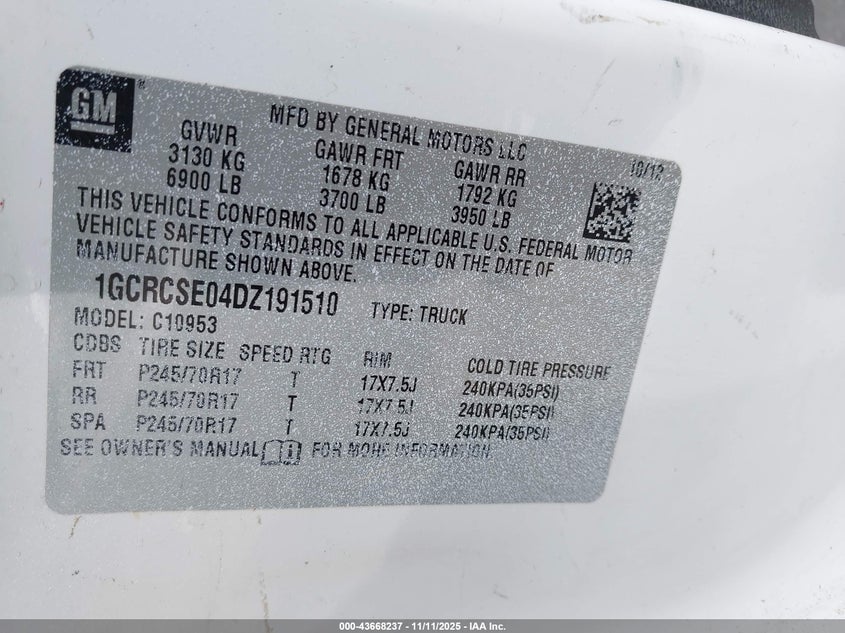 GM ®
MFD BY GENERAL MOTORS LLC
10/12
GVWR GAWR FRT GAWR RR
3130 KG 1678 KG 1792 KG
6900 LB 3700 LB 3950 LB
THIS VEHICLE CONFORMS TO ALL APPLICABLE U.S. FEDERAL MOTOR
VEHICLE SAFETY STANDARDS IN EFFECT ON THE DATE OF
MANUFACTURE SHOWN ABOVE.
1GCRCSE04DZ191510 TYPE: TRUCK
MODEL: C10953
CDBS TIRE SIZE SPEED RTG RIM COLD TIRE PRESSURE
FRT P245/70R17 T 17X7.5J 240KPA(35PSI)
RR P245/70R17 T 17X7.5J 240KPA(35PSI)
SPA P245/70R17 T 17X7.5J 240KPA(35PSI)
SEE OWNER'S MANUAL FOR MORE INFORMATION
000-43668237 - 11/11/2025 - IAA Inc.